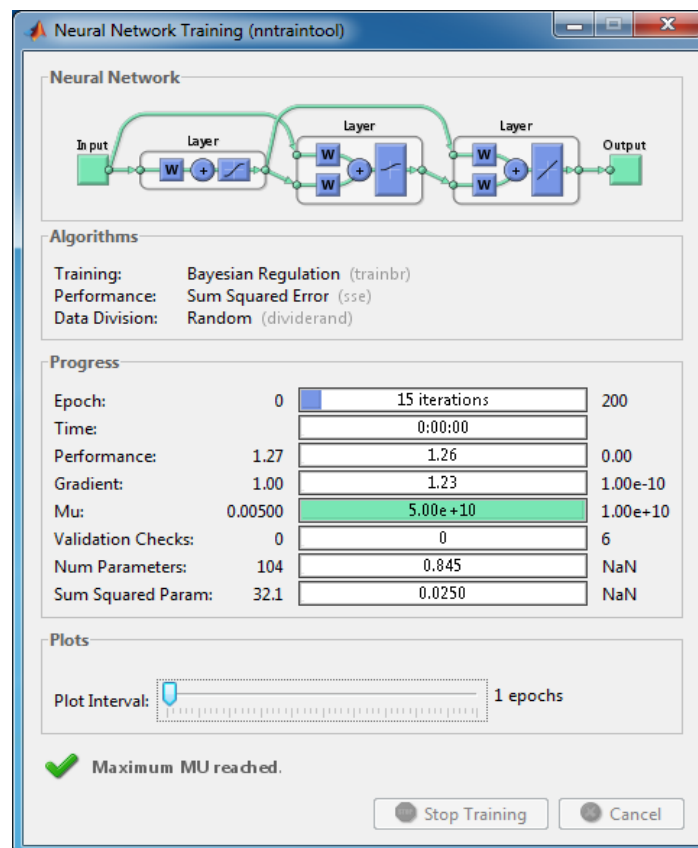 Neural Network Training (nntraintool)
Neural Network
Input Layer Layer Layer Output
W + W W + W W +
Algorithms
Training: Bayesian Regulation (trainbr)
Performance: Sum Squared Error (sse)
Data Division: Random (dividerand)
Progress
Epoch: 0 15 iterations 200
Time: 0:00:00
Performance: 1.27 1.26 0.00
Gradient: 1.00 1.23 1.00e-10
Mu: 0.00500 5.00e+10 1.00e+10
Validation Checks: 0 0 6
Num Parameters: 104 0.845 NaN
Sum Squared Param: 32.1 0.0250 NaN
Plots
Plot Interval: 1 epochs
Maximum MU reached.
Stop Training Cancel